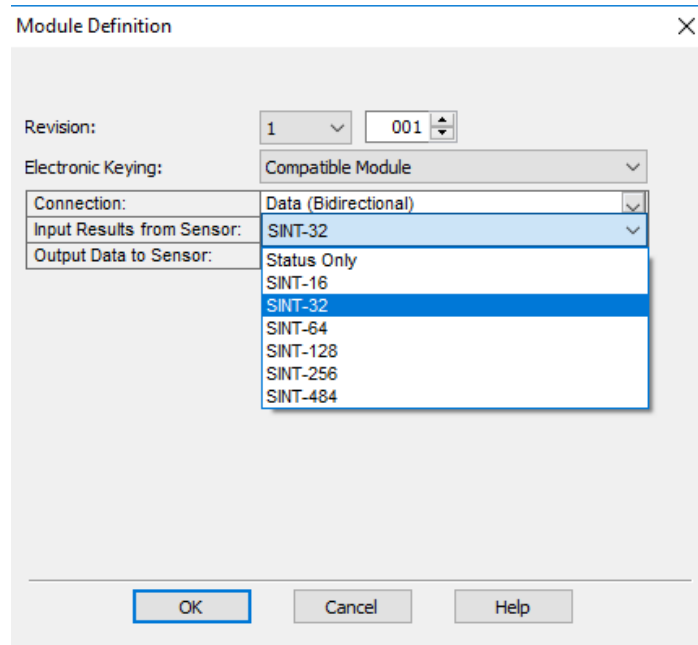 Module Definition
Revision: 1 001
Electronic Keying: Compatible Module
Connection: Data (Bidirectional)
Input Results from Sensor: SINT-32
Output Data to Sensor:
Status Only
SINT-16
SINT-32
SINT-64
SINT-128
SINT-256
SINT-484
OK Cancel Help